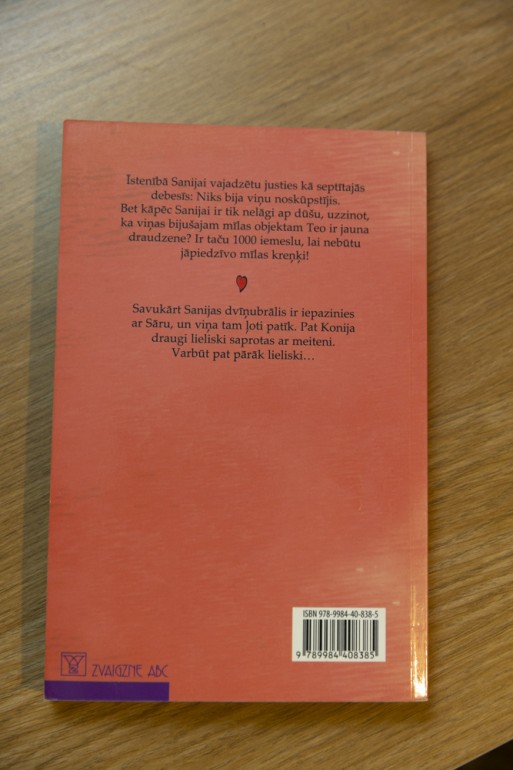 Īstenībā Sanijai vajadzētu justies kā septītajās
debesīs: Niks bija viņu noskūpstījis.
Bet kāpēc Sanijai ir tik nelāgi ap dūšu, uzzinot,
ka viņas bijušajam mīlas objektam Teo ir jauna
draudzene? Ir taču 1000 iemeslu, lai nebūtu
jāpiedzīvo mīlas kreņķi!
Savukārt Sanijas dvīņubrālis ir iepazinies
ar Sāru, un viņa tam ļoti patīk. Pat Konija
draugi lieliski saprotas ar meiteni.
Varbūt pat pārāk lieliski...
ISBN 978-9984-40-838-5
9 789984 408385
ZVAIGZNE ABC